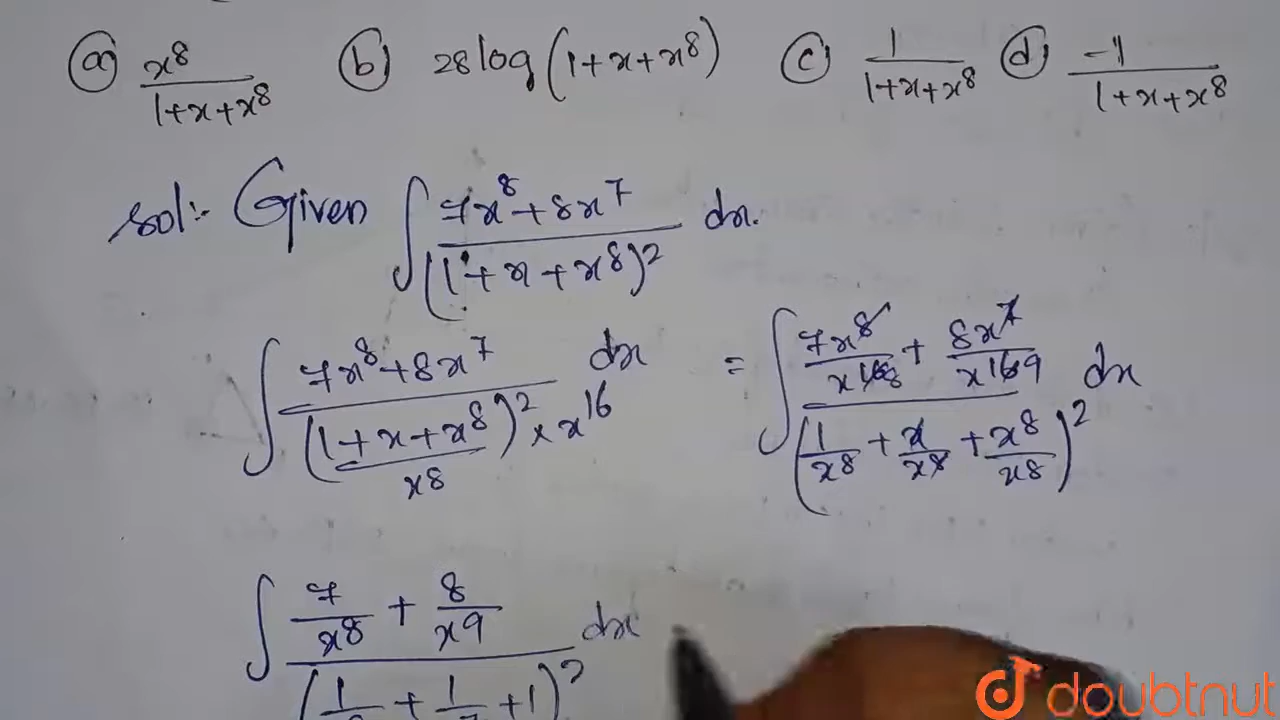 (a) x^8/(1+x+x^8) (b) 28 log(1+x+x^8) (c) 1/(1+x+x^8) (d) -1/(1+x+x^8)
sol:- Given ∫ (7x^8+8x^7)/(1+x+x^8)^2 dx.
∫ (7x^8+8x^7)/(((1+x+x^8)/x^8)^2 × x^16) dx = ∫ (7x^8/x^16 8 + 8x^7/x^16 9)/(1/x^8 + x/x^8 + x^8/x^8)^2 dx
∫ (7/x^8 + 8/x^9)/(1/ + 1/ +1)^2 dx
doubtnut